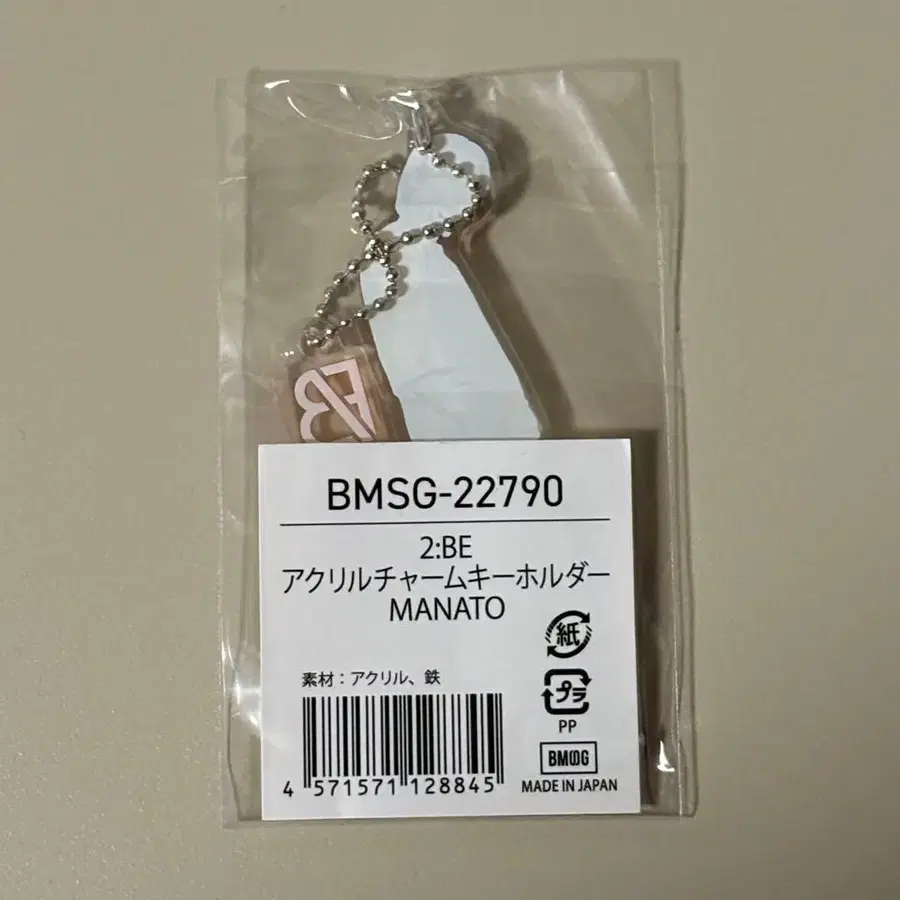 BMSG-22790
2:BE
アクリルチャームキーホルダー
MANATO
紙
素材：アクリル、鉄
プラ
PP
BMSG
MADE IN JAPAN
4 571571 128845